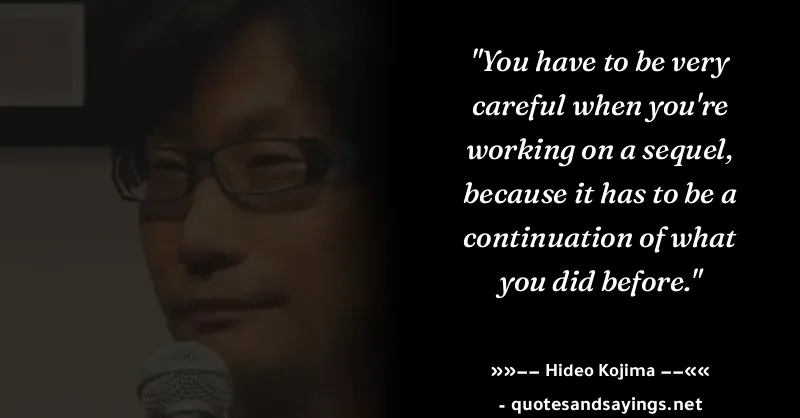 "You have to be very
careful when you're
working on a sequel,
because it has to be a
continuation of what
you did before."
»»−− Hideo Kojima −−««
- quotesandsayings.net